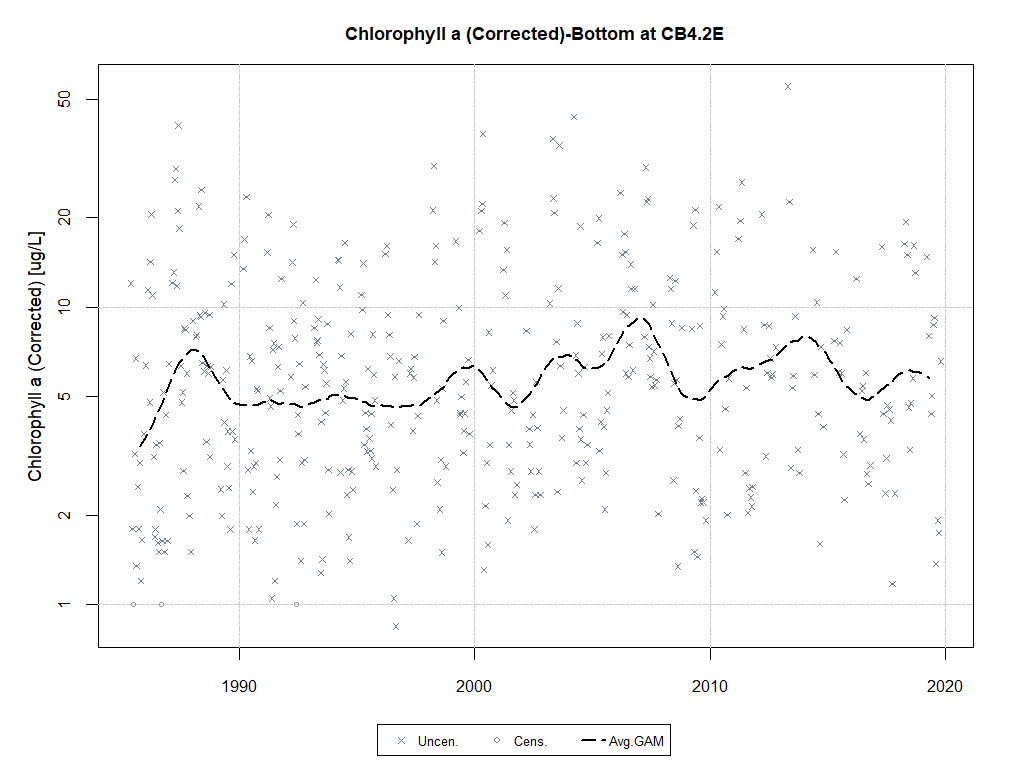 Chlorophyll a (Corrected)-Bottom at CB4.2E
Chlorophyll a (Corrected) [ug/L]
50
20
10
5
2
1
1990 2000 2010 2020
Uncen. Cens. Avg.GAM